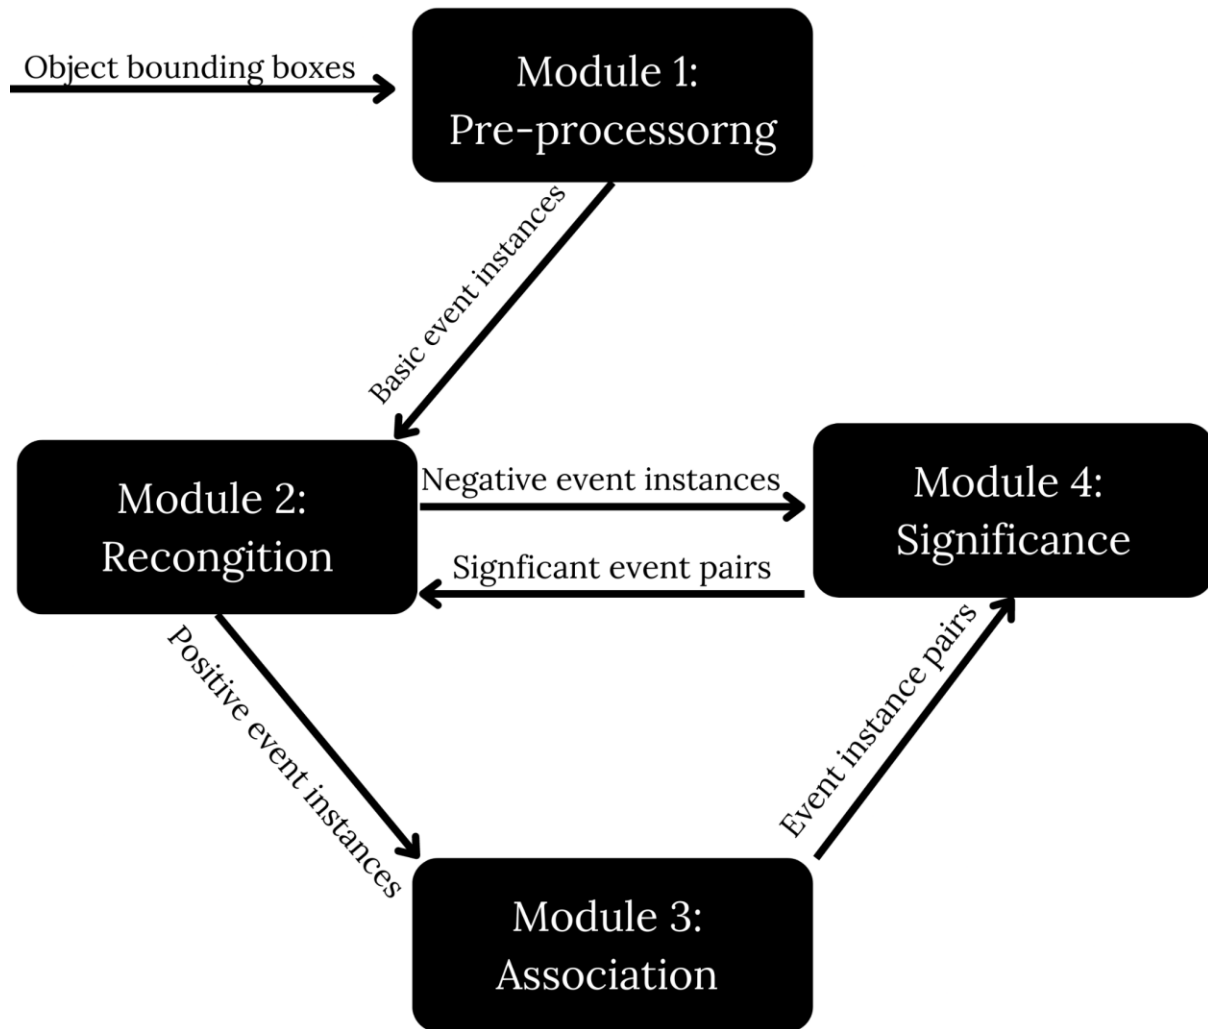 Object bounding boxes
Module 1:
Pre-processorng
Basic event instances
Module 2:
Recongition
Negative event instances
Signficant event pairs
Module 4:
Significance
Positive event instances
Event instance pairs
Module 3:
Association